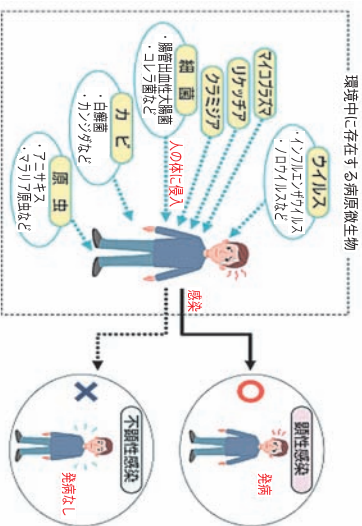 環境中に存在する病原微生物
ウイルス
・インフルエンザウイルス
・ノロウイルスなど
マイコプラズマ
リケッチア
クラミジア
細菌
・腸管出血性大腸菌
・コレラ菌など
カビ
・白癬菌
・カンジダなど
原虫
・アニサキス
・マラリア原虫など
人の体に侵入
感染
顕性感染
発病
不顕性感染
発病なし